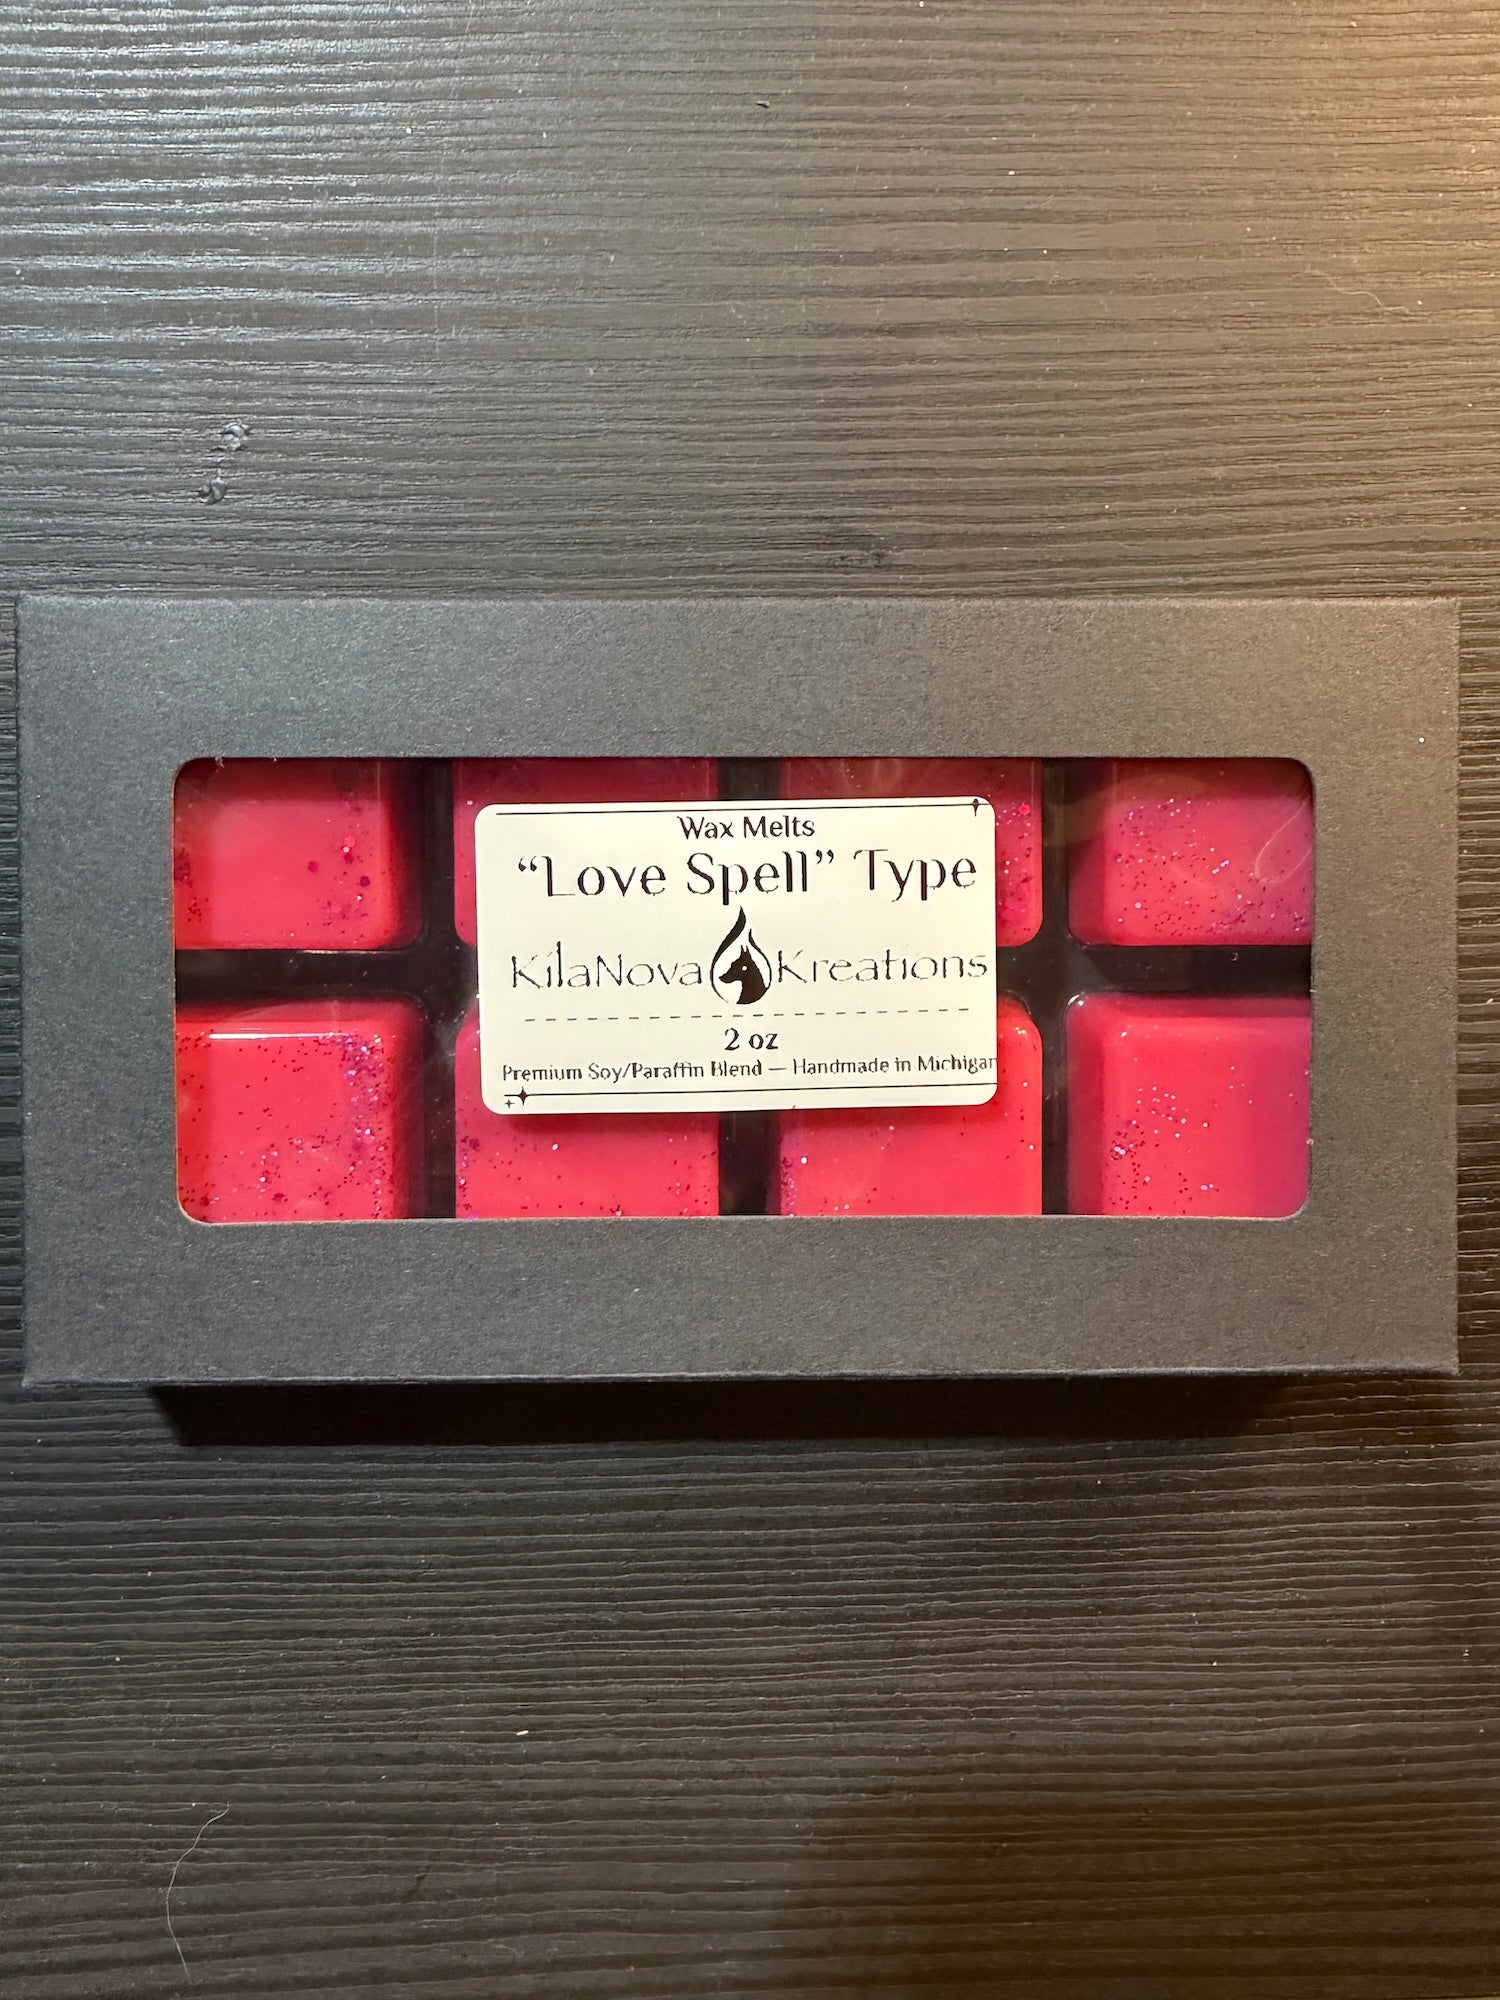 Wax Melts
“Love Spell” Type
KilaNova Kreations
2 oz
Premium Soy/Paraffin Blend — Handmade in Michigan